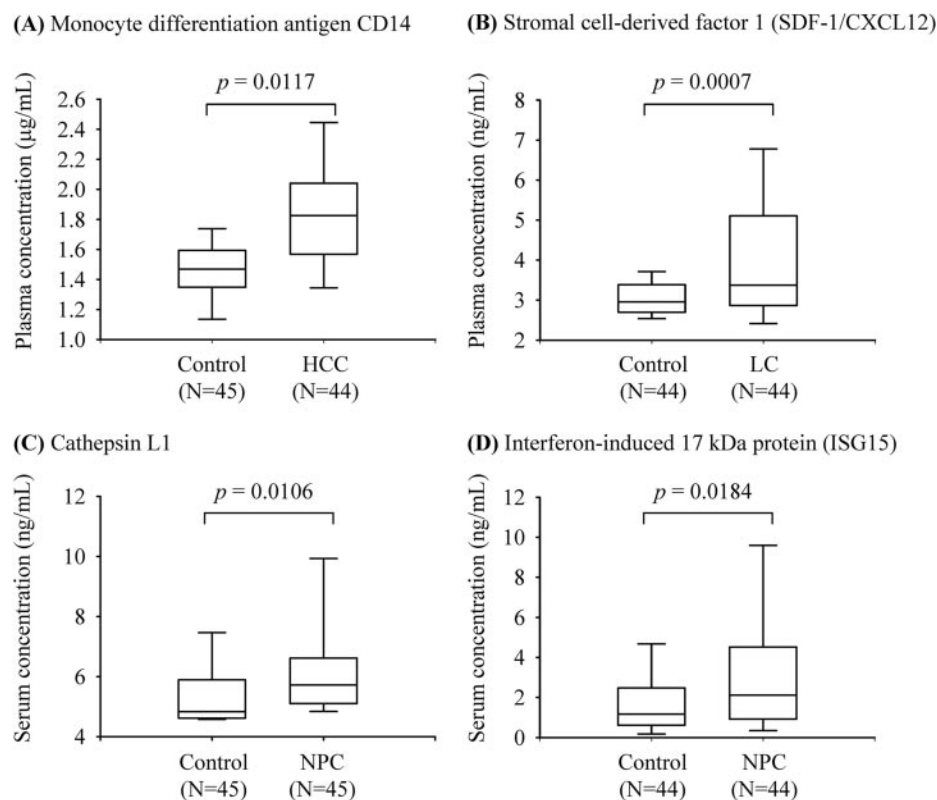 (A) Monocyte differentiation antigen CD14
p = 0.0117
Plasma concentration (μg/mL)
2.6
2.4
2.2
2.0
1.8
1.6
1.4
1.2
1.0
Control
(N=45)
HCC
(N=44)
(B) Stromal cell-derived factor 1 (SDF-1/CXCL12)
p = 0.0007
Plasma concentration (ng/mL)
8
7
6
5
4
3
2
Control
(N=44)
LC
(N=44)
(C) Cathepsin L1
p = 0.0106
Serum concentration (ng/mL)
12
10
8
6
4
Control
(N=45)
NPC
(N=45)
(D) Interferon-induced 17 kDa protein (ISG15)
p = 0.0184
Serum concentration (ng/mL)
12
10
8
6
4
2
0
Control
(N=44)
NPC
(N=44)